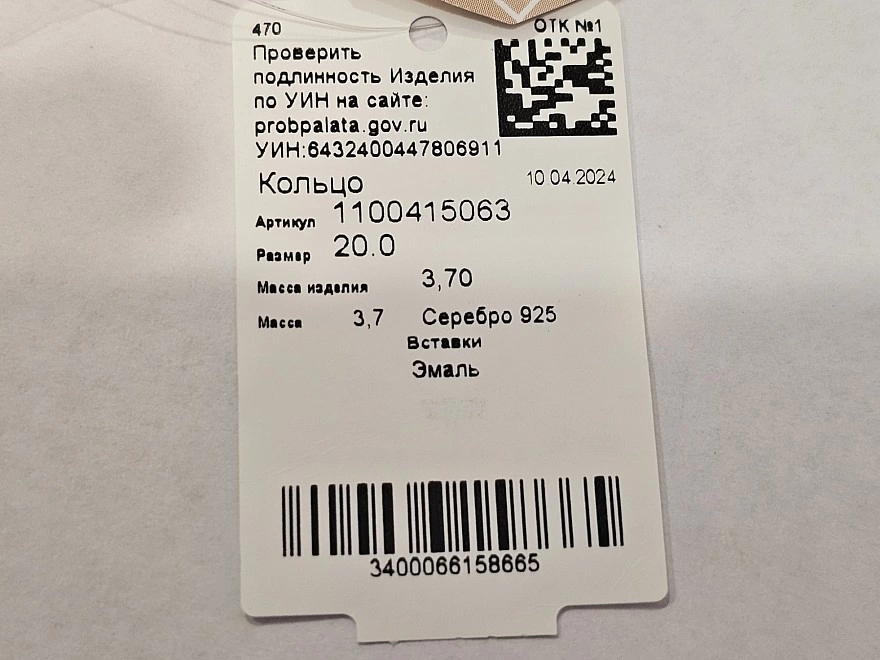 470 ОТК №1
Проверить
подлинность Изделия
по УИН на сайте:
probpalata.gov.ru
УИН:6432400447806911
Кольцо 10.04.2024
Артикул 1100415063
Размер 20.0
Масса изделия 3,70
Масса 3,7 Серебро 925
Вставки
Эмаль
3400066158665